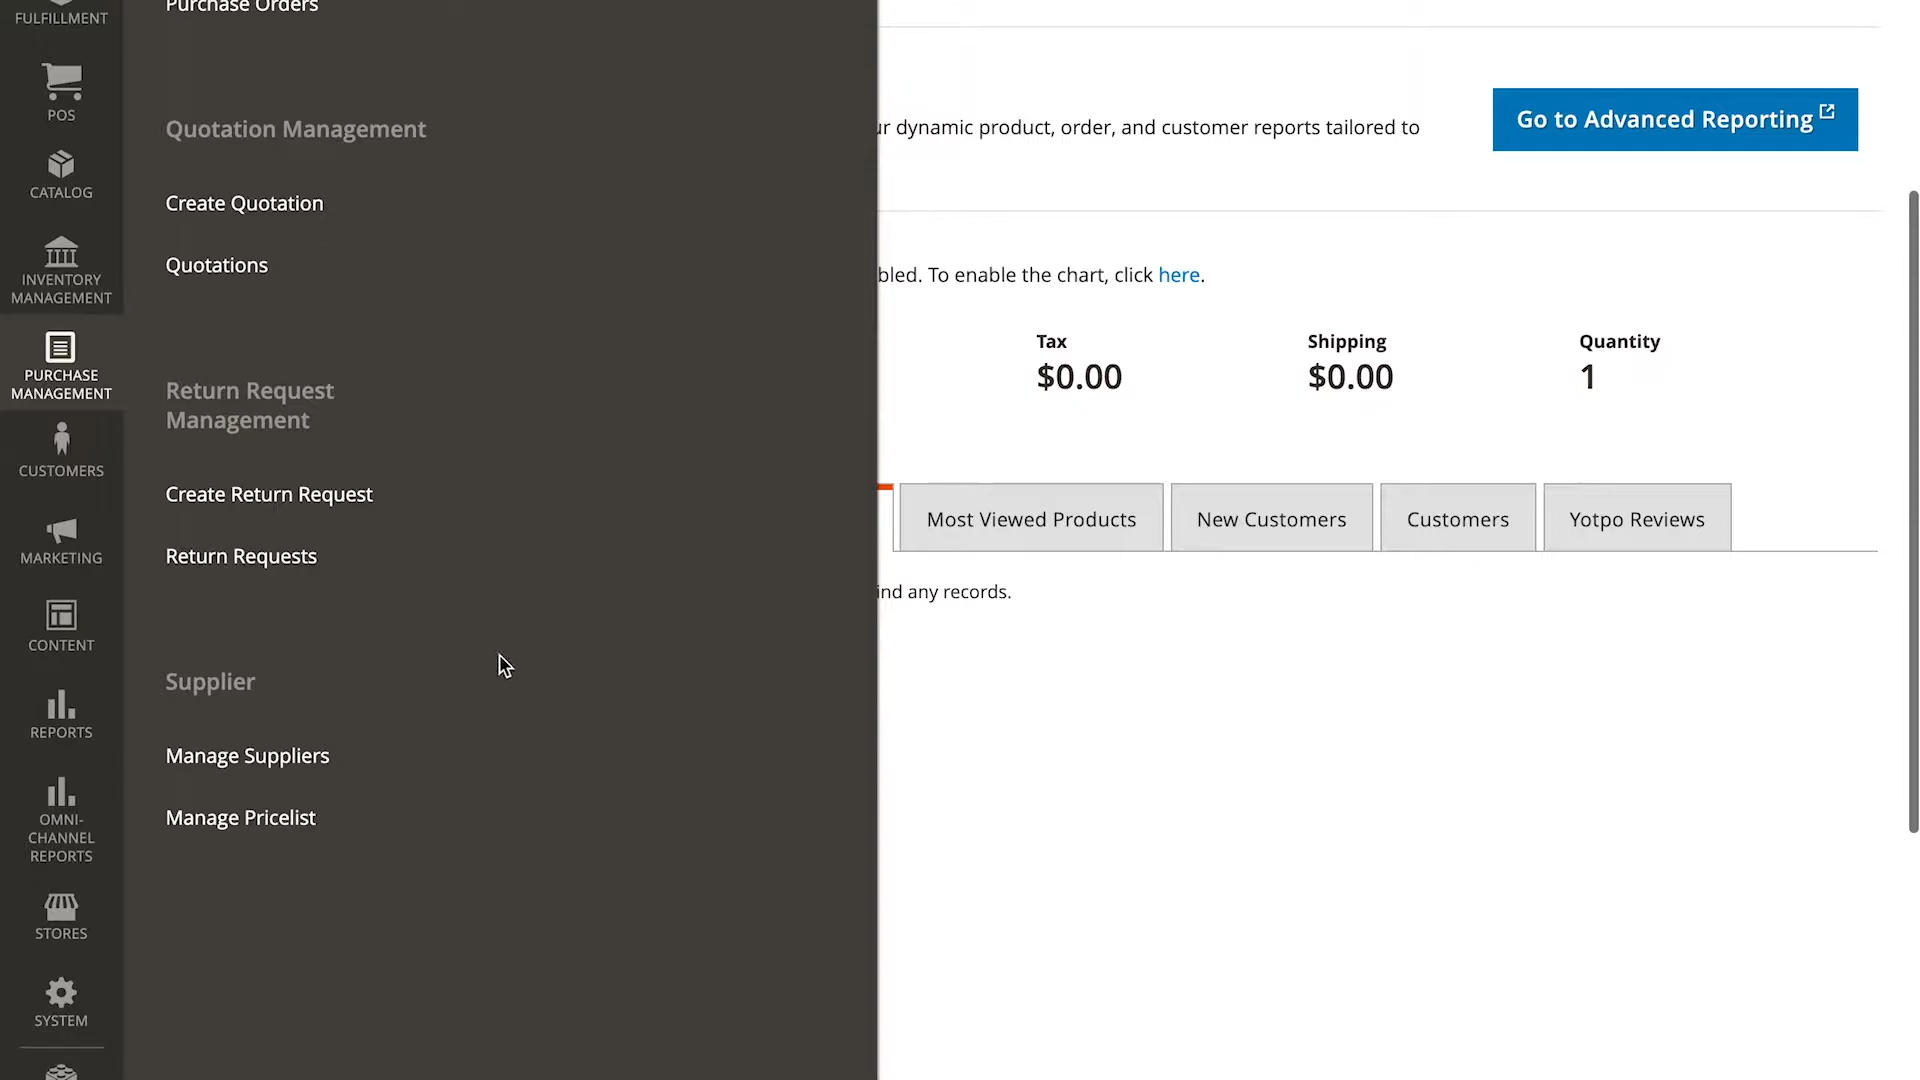 FULFILLMENT
POS
CATALOG
INVENTORY
MANAGEMENT
PURCHASE
MANAGEMENT
CUSTOMERS
MARKETING
CONTENT
REPORTS
OMNI-
CHANNEL
REPORTS
STORES
SYSTEM
Purchase Orders
Quotation Management
Create Quotation
Quotations
Return Request
Management
Create Return Request
Return Requests
Supplier
Manage Suppliers
Manage Pricelist
dynamic product, order, and customer reports tailored to
Go to Advanced Reporting
To enable the chart, click here.
Tax
$0.00
Shipping
$0.00
Quantity
1
Most Viewed Products
New Customers
Customers
Yotpo Reviews
any records.